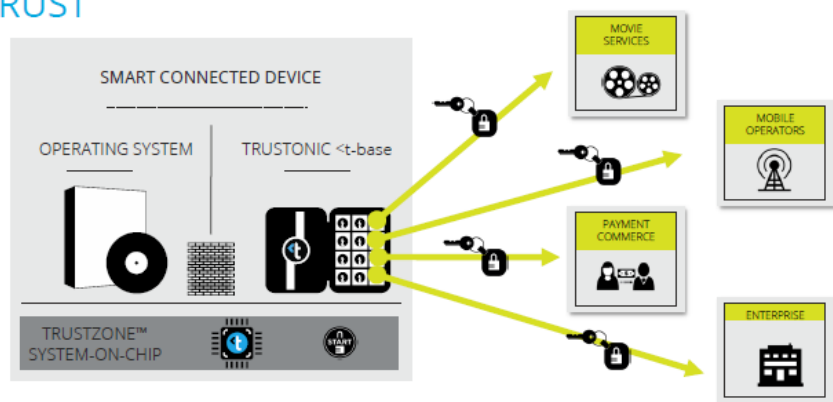 RUST
SMART CONNECTED DEVICE
OPERATING SYSTEM
TRUSTONIC <t-base
TRUSTZONE™
SYSTEM-ON-CHIP
START
MOVIE
SERVICES
MOBILE
OPERATORS
PAYMENT
COMMERCE
ENTERPRISE